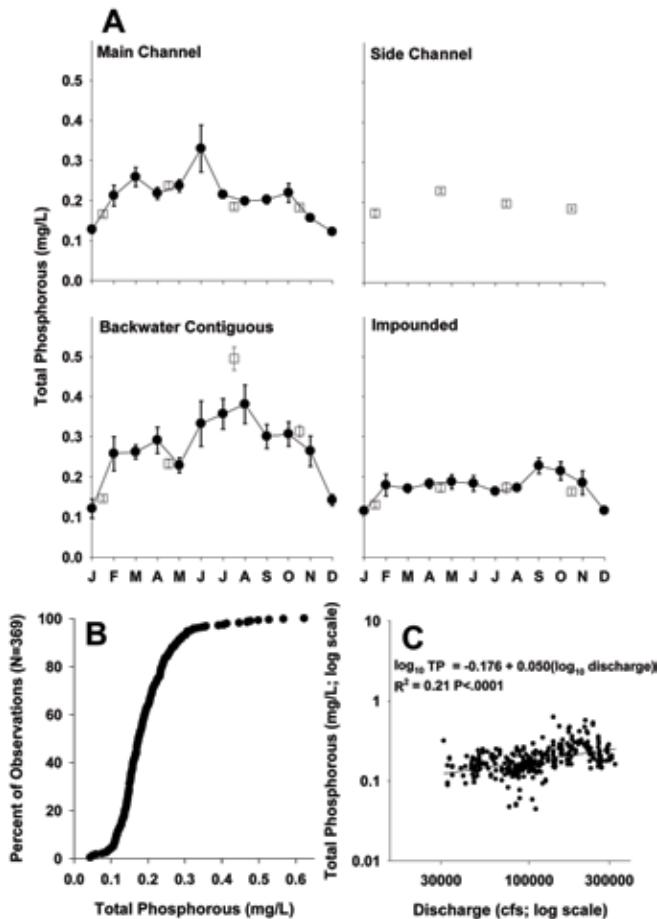 A
Main Channel
Side Channel
0.5
0.4
0.3
0.2
0.1
0.0
Total Phosphorous (mg/L)
Backwater Contiguous
Impounded
0.5
0.4
0.3
0.2
0.1
0.0
J F M A M J J A S O N D
J F M A M J J A S O N D
B
100
80
60
40
20
0
Percent of Observations (N=369)
0.0 0.1 0.2 0.3 0.4 0.5 0.6 0.7
Total Phosphorous (mg/L)
C
10
1
0.1
0.01
Total Phosphorous (mg/L; log scale)
log10 TP = -0.176 + 0.050(log10 discharge)
R2 = 0.21 P<.0001
30000 100000 300000
Discharge (cfs; log scale)